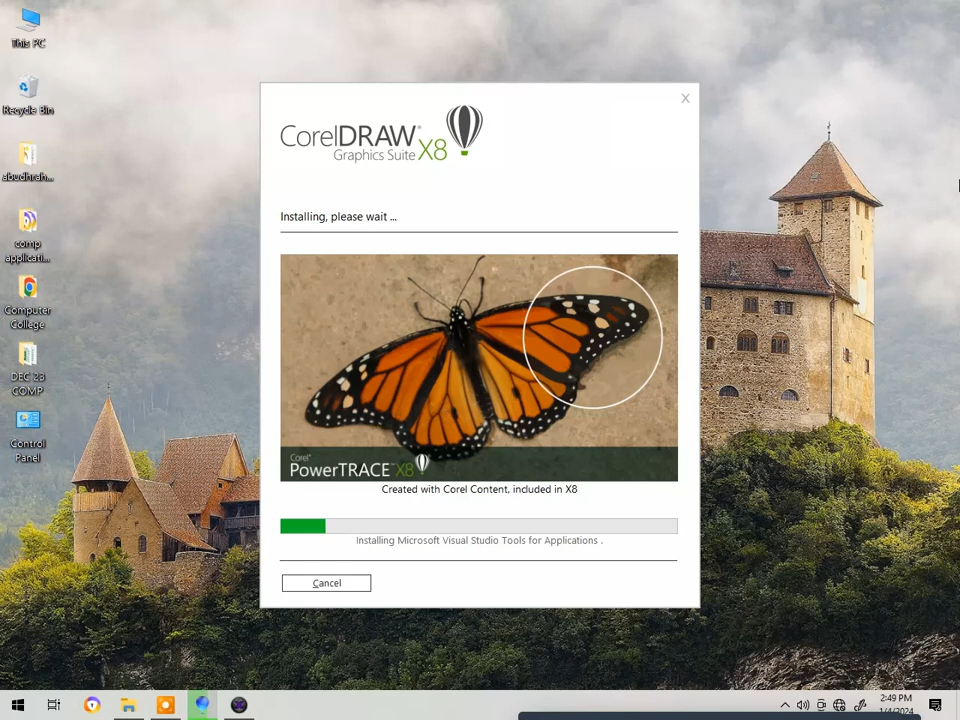 This PC
Recycle Bin
abudhrah...
comp
applicati...
Computer
College
DEC 23
COMP
Control
Panel
X
CorelDRAW®
Graphics Suite X8
Installing, please wait ...
Corel®
PowerTRACE™ X8
Created with Corel Content, included in X8
Installing Microsoft Visual Studio Tools for Applications .
Cancel
2:49 PM
1/4/2024